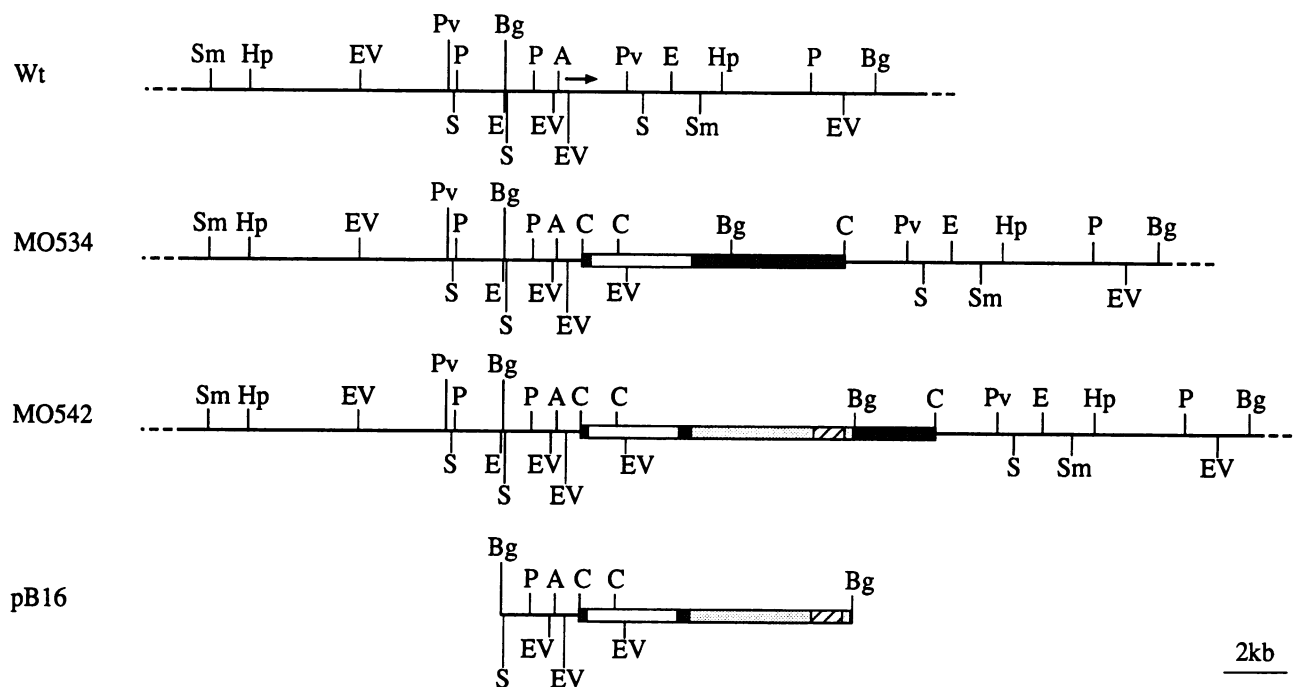 Pv Bg
Sm Hp EV P P A Pv E Hp P Bg
Wt
S E EV S Sm EV
S EV
Pv Bg
Sm Hp EV P P A C C Bg C Pv E Hp P Bg
MO534
S E EV EV S Sm EV
S EV
Pv Bg
Sm Hp EV P P A C C Bg C Pv E Hp P Bg
MO542
S E EV EV S Sm EV
S EV
Bg
P A C C Bg
pB16
EV EV
S EV
2kb